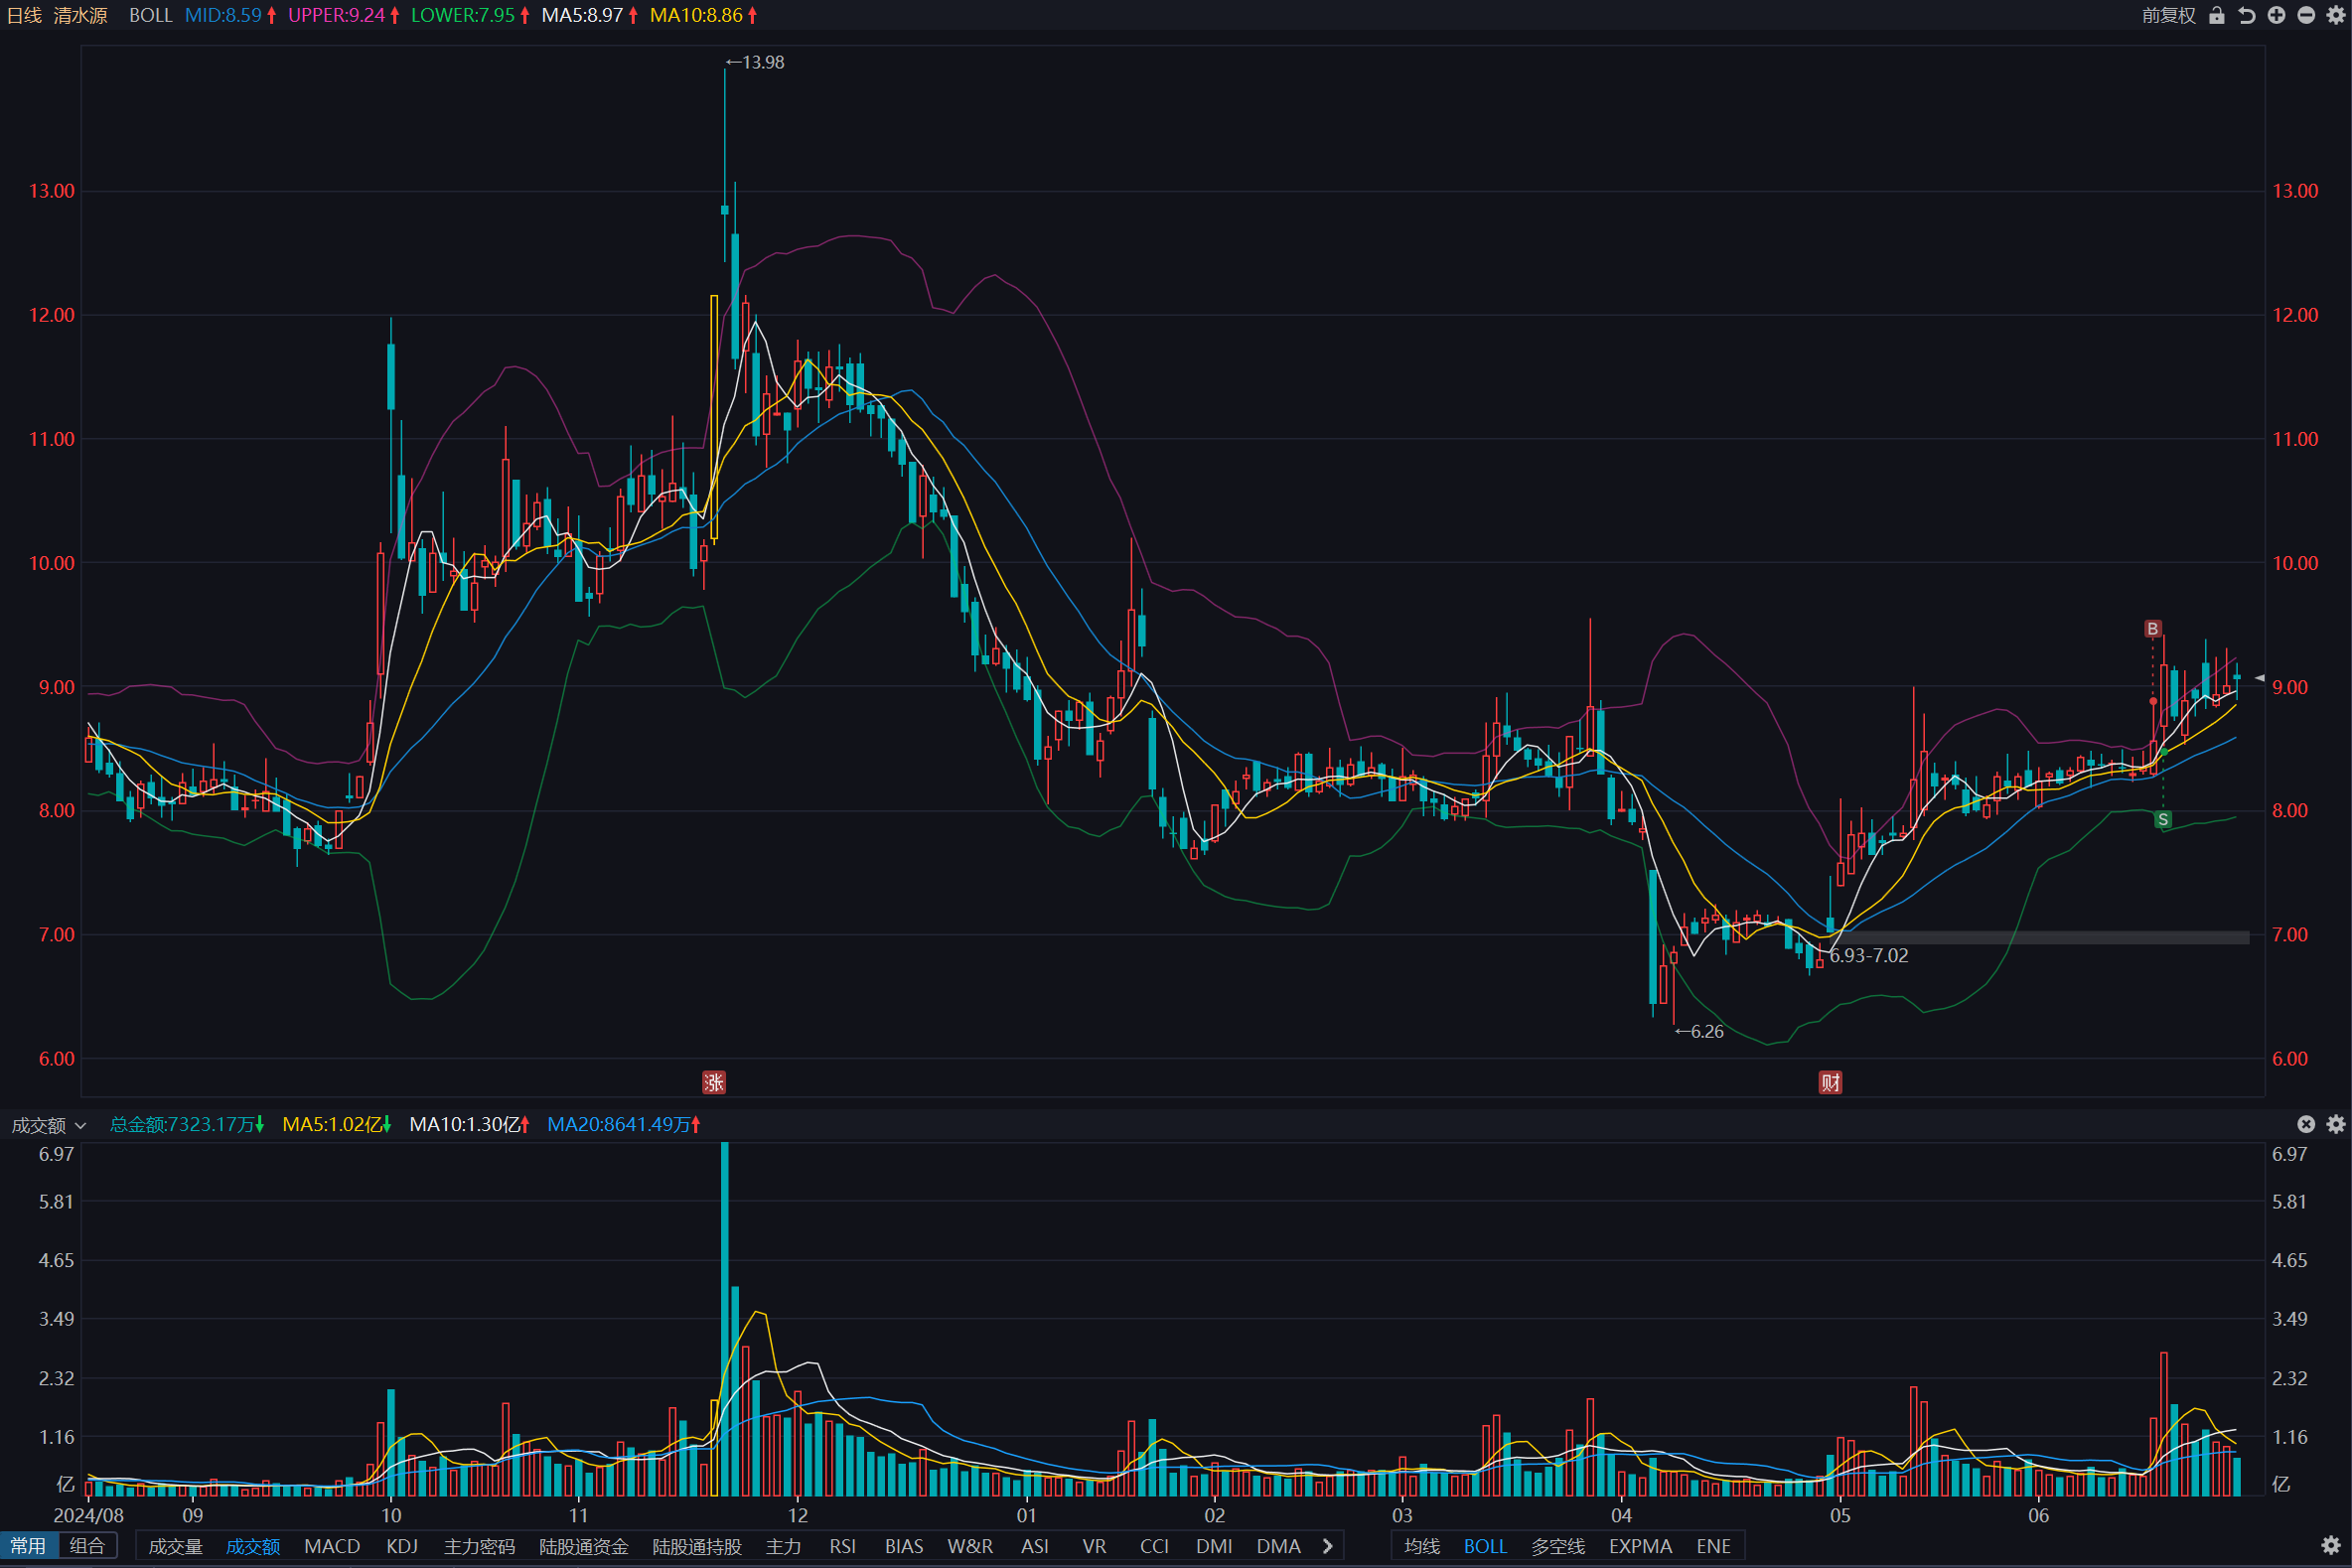 日线 清水源 BOLL MID:8.59 UPPER:9.24 LOWER:7.95 MA5:8.97 MA10:8.86 前复权
←13.98
13.00 13.00
12.00 12.00
11.00 11.00
10.00 10.00
B
9.00 9.00
8.00 8.00
S
7.00 7.00
6.93-7.02
←6.26
6.00 6.00
涨 财
成交额 总金额:7323.17万 MA5:1.02亿 MA10:1.30亿 MA20:8641.49万
6.97 6.97
5.81 5.81
4.65 4.65
3.49 3.49
2.32 2.32
1.16 1.16
亿 亿
2024/08 09 10 11 12 01 02 03 04 05 06
常用 组合 成交量 成交额 MACD KDJ 主力密码 陆股通资金 陆股通持股 主力 RSI BIAS W&R ASI VR CCI DMI DMA 均线 BOLL 多空线 EXPMA ENE